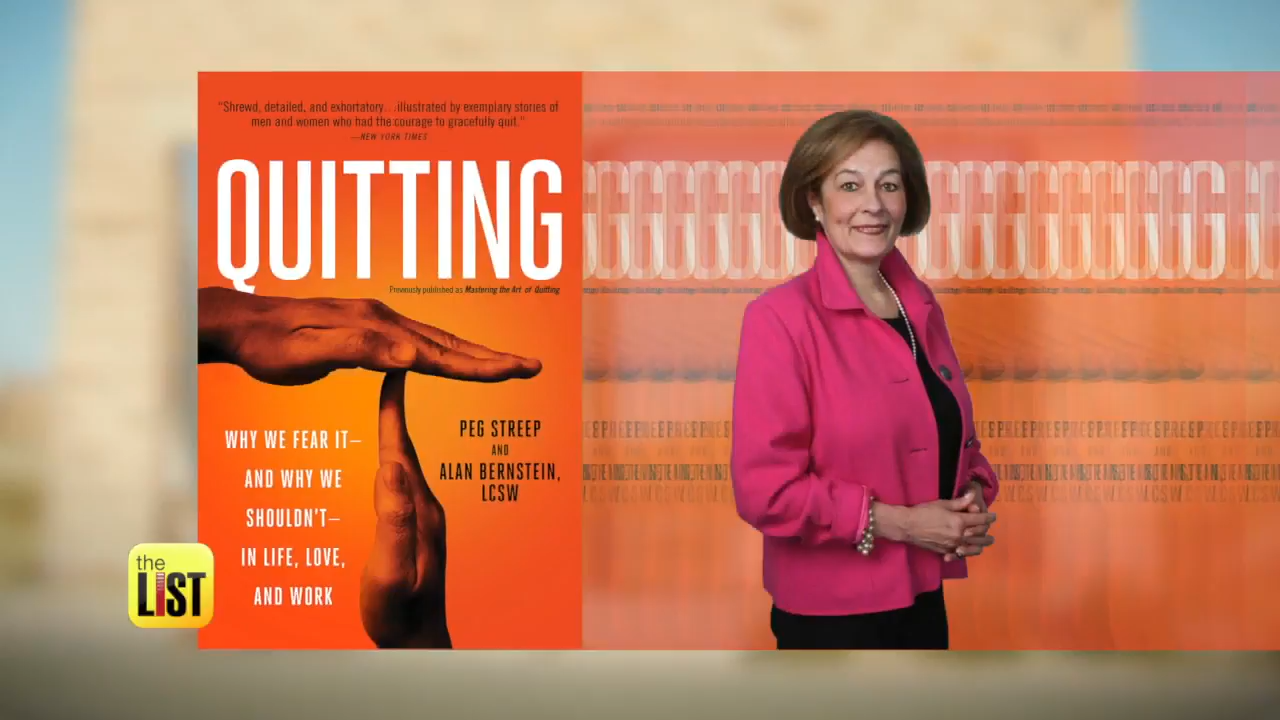 "Shrewd, detailed, and exhortatory...illustrated by exemplary stories of
men and women who had the courage to gracefully quit."
—NEW YORK TIMES
QUITTING
Previously published as Mastering the Art of Quitting
WHY WE FEAR IT—
AND WHY WE
SHOULDN'T—
IN LIFE, LOVE,
AND WORK
PEG STREEP
AND
ALAN BERNSTEIN,
LCSW
the
LIST